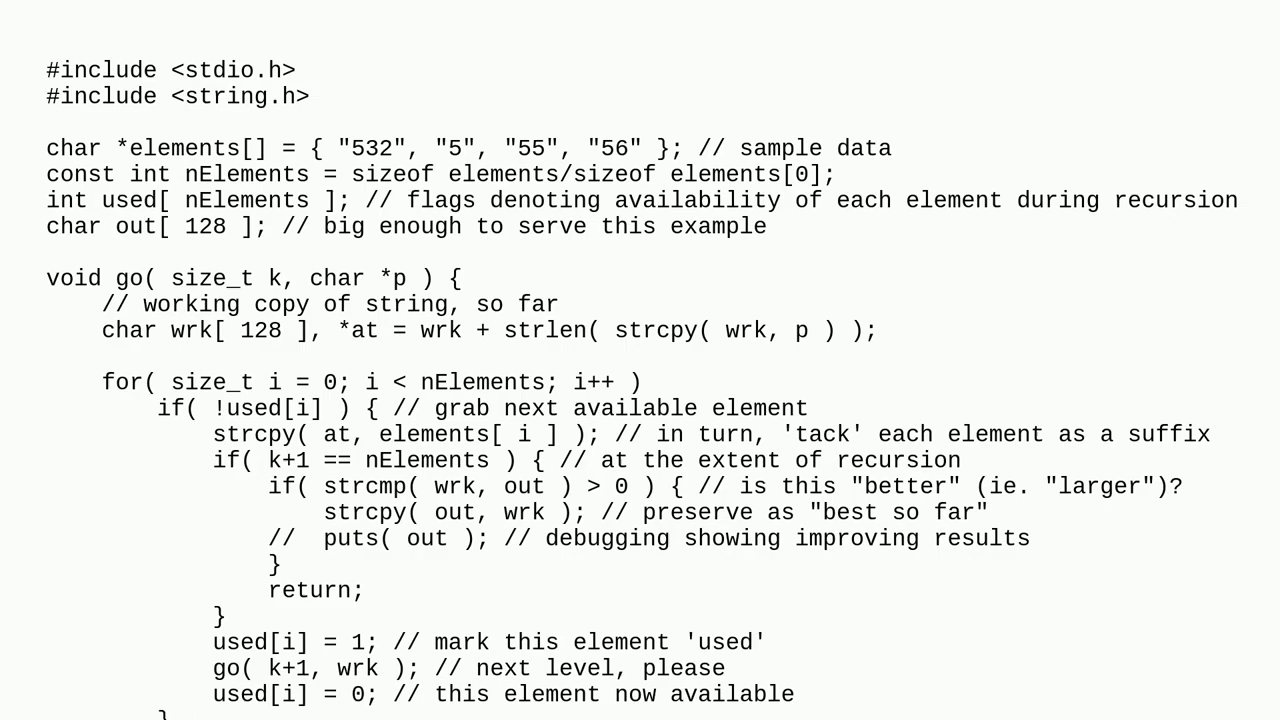 #include <stdio.h>
#include <string.h>
char *elements[] = { "532", "5", "55", "56" }; // sample data
const int nElements = sizeof elements/sizeof elements[0];
int used[ nElements ]; // flags denoting availability of each element during recursion
char out[ 128 ]; // big enough to serve this example
void go( size_t k, char *p ) {
// working copy of string, so far
char wrk[ 128 ], *at = wrk + strlen( strcpy( wrk, p ) );
for( size_t i = 0; i < nElements; i++ )
if( !used[i] ) { // grab next available element
strcpy( at, elements[ i ] ); // in turn, 'tack' each element as a suffix
if( k+1 == nElements ) { // at the extent of recursion
if( strcmp( wrk, out ) > 0 ) { // is this "better" (ie. "larger")?
strcpy( out, wrk ); // preserve as "best so far"
//  puts( out ); // debugging showing improving results
}
return;
}
used[i] = 1; // mark this element 'used'
go( k+1, wrk ); // next level, please
used[i] = 0; // this element now available
}